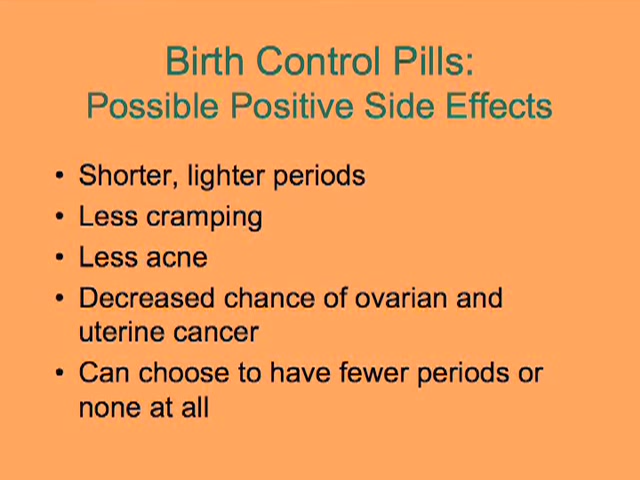 Birth Control Pills:
Possible Positive Side Effects
• Shorter, lighter periods
• Less cramping
• Less acne
• Decreased chance of ovarian and
uterine cancer
• Can choose to have fewer periods or
none at all